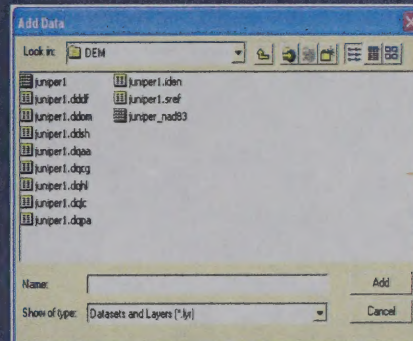 Add Data
Look in: DEM
juniper1
juniper1.dddf
juniper1.ddom
juniper1.ddsh
juniper1.dqaa
juniper1.dqcg
juniper1.dqhl
juniper1.dqlc
juniper1.dqpa
juniper1.iden
juniper1.sref
juniper_nad83
Name:
Add
Show of type: Datasets and Layers (*.lyr)
Cancel